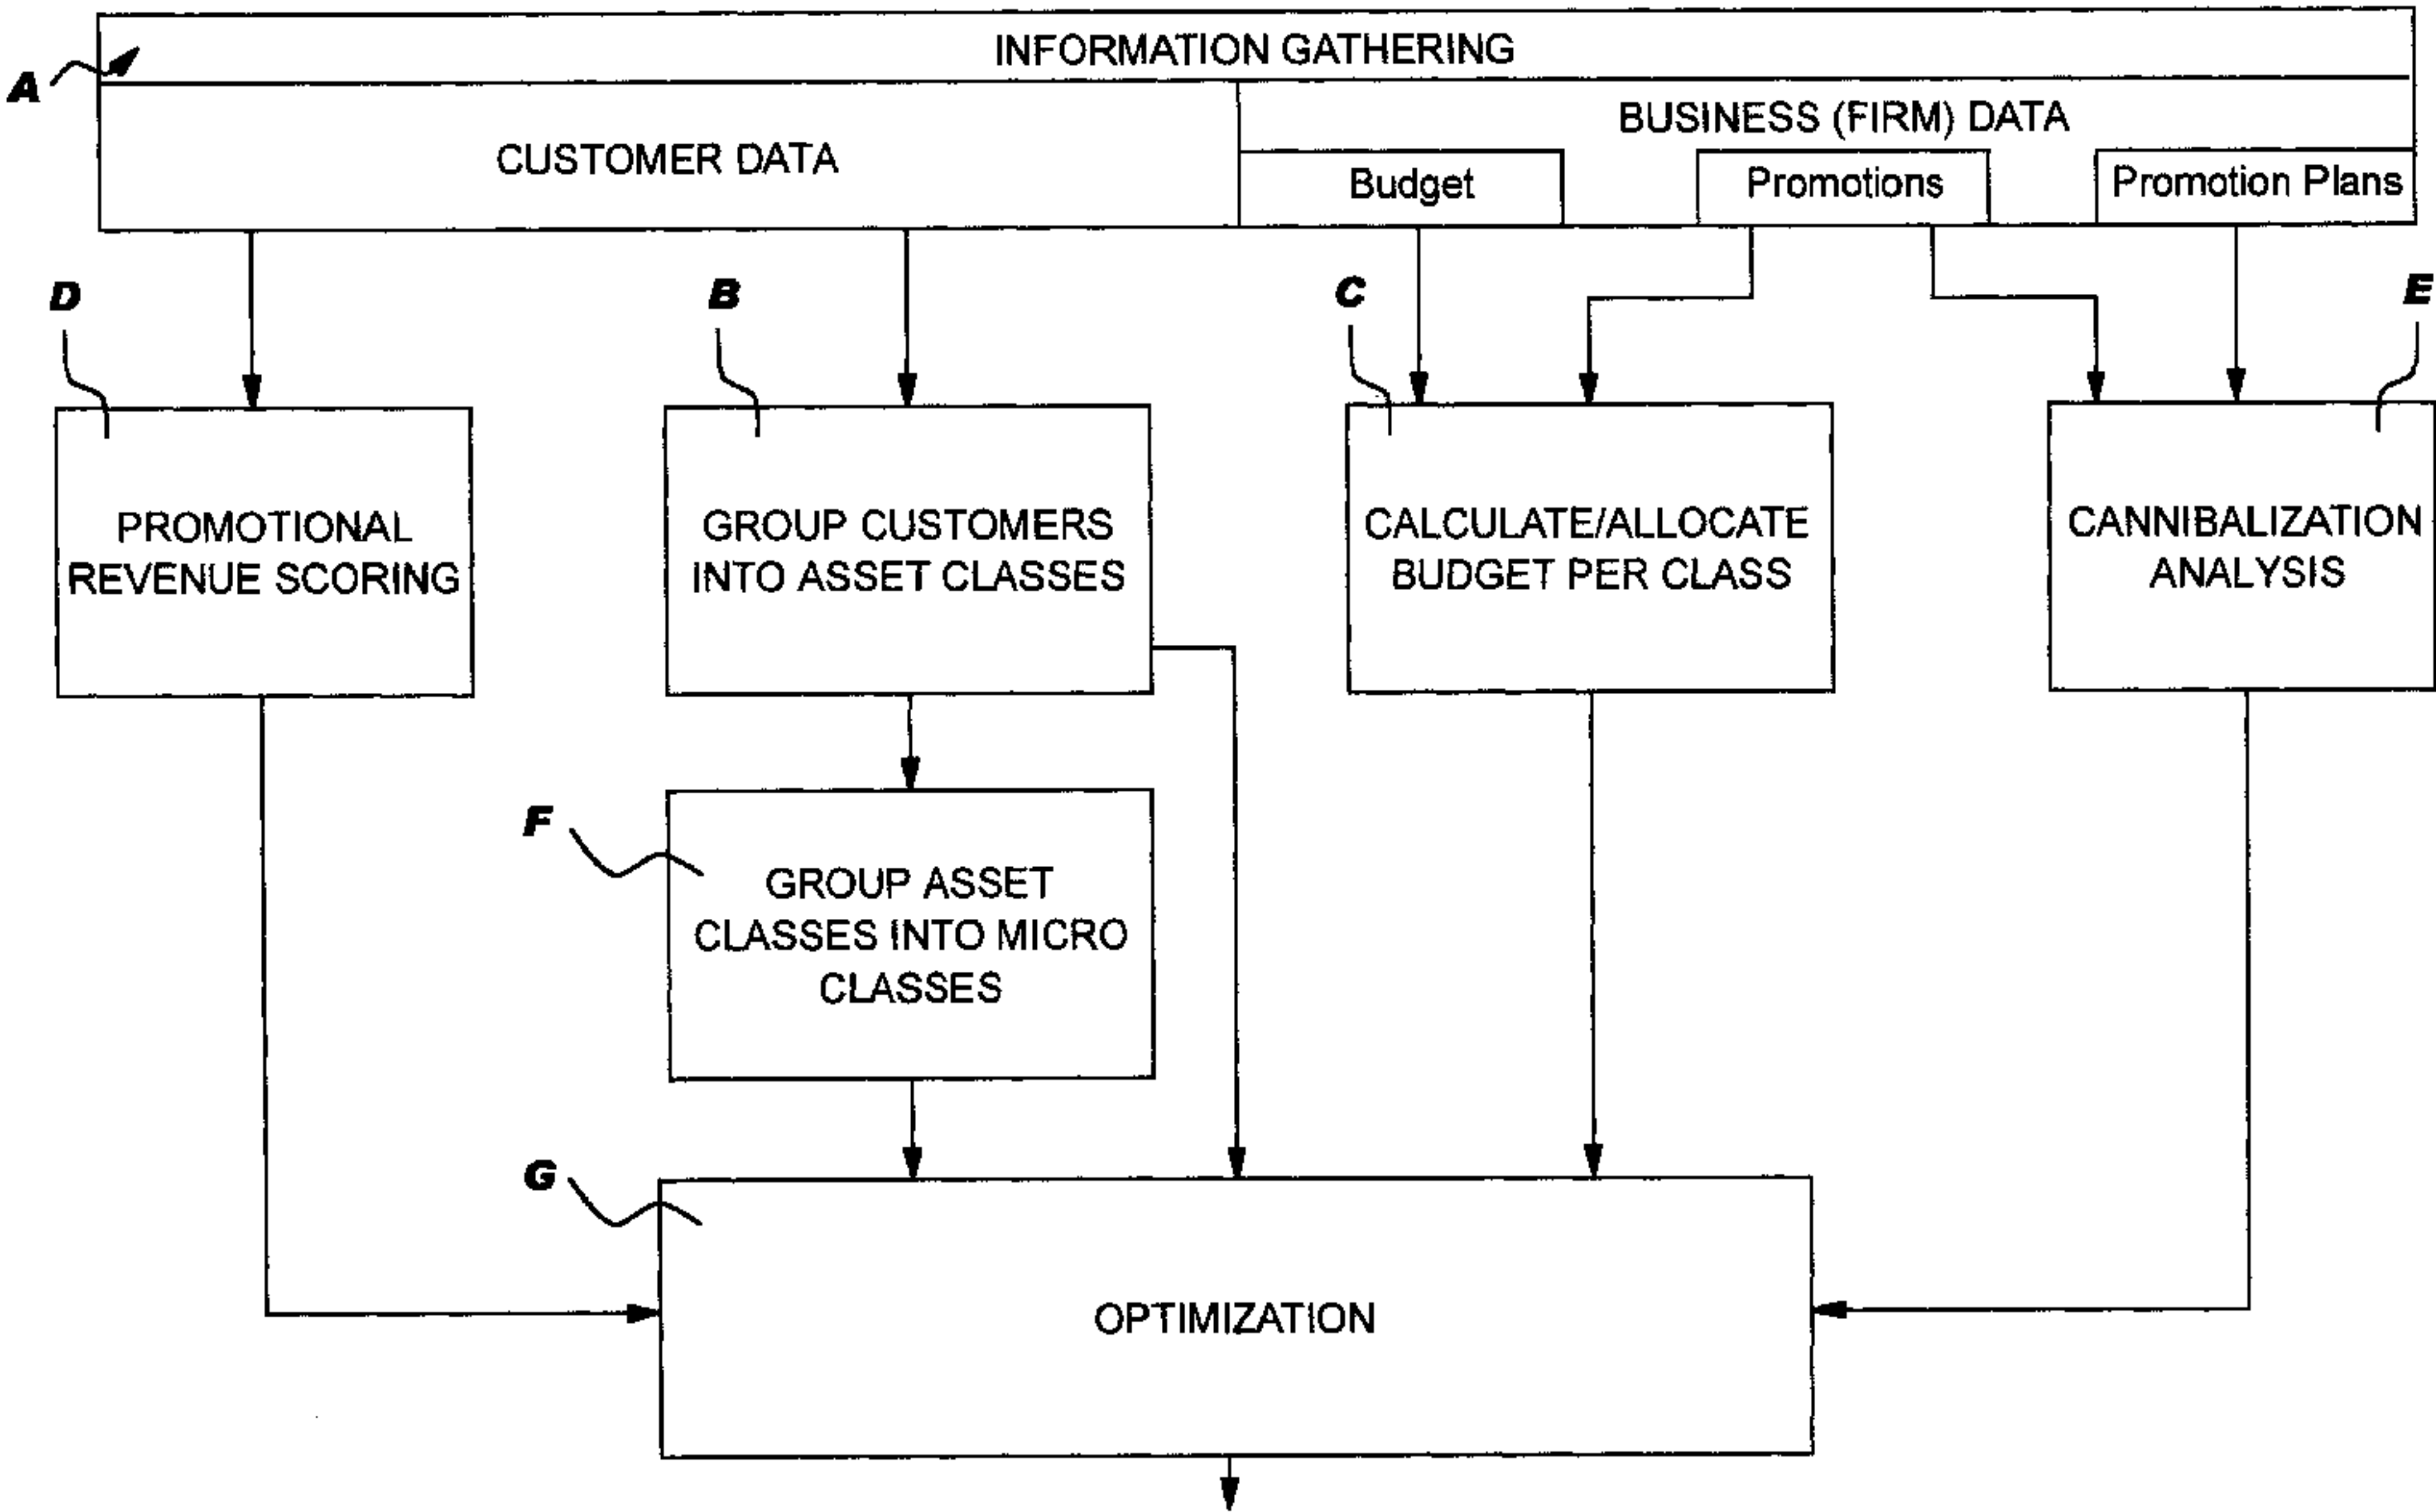 INFORMATION GATHERING
A
BUSINESS (FIRM) DATA
CUSTOMER DATA
Budget
Promotions
Promotion Plans
D
B
C
E
PROMOTIONAL
REVENUE SCORING
GROUP CUSTOMERS
INTO ASSET CLASSES
CALCULATE/ALLOCATE
BUDGET PER CLASS
CANNIBALIZATION
ANALYSIS
F
GROUP ASSET
CLASSES INTO MICRO
CLASSES
G
OPTIMIZATION